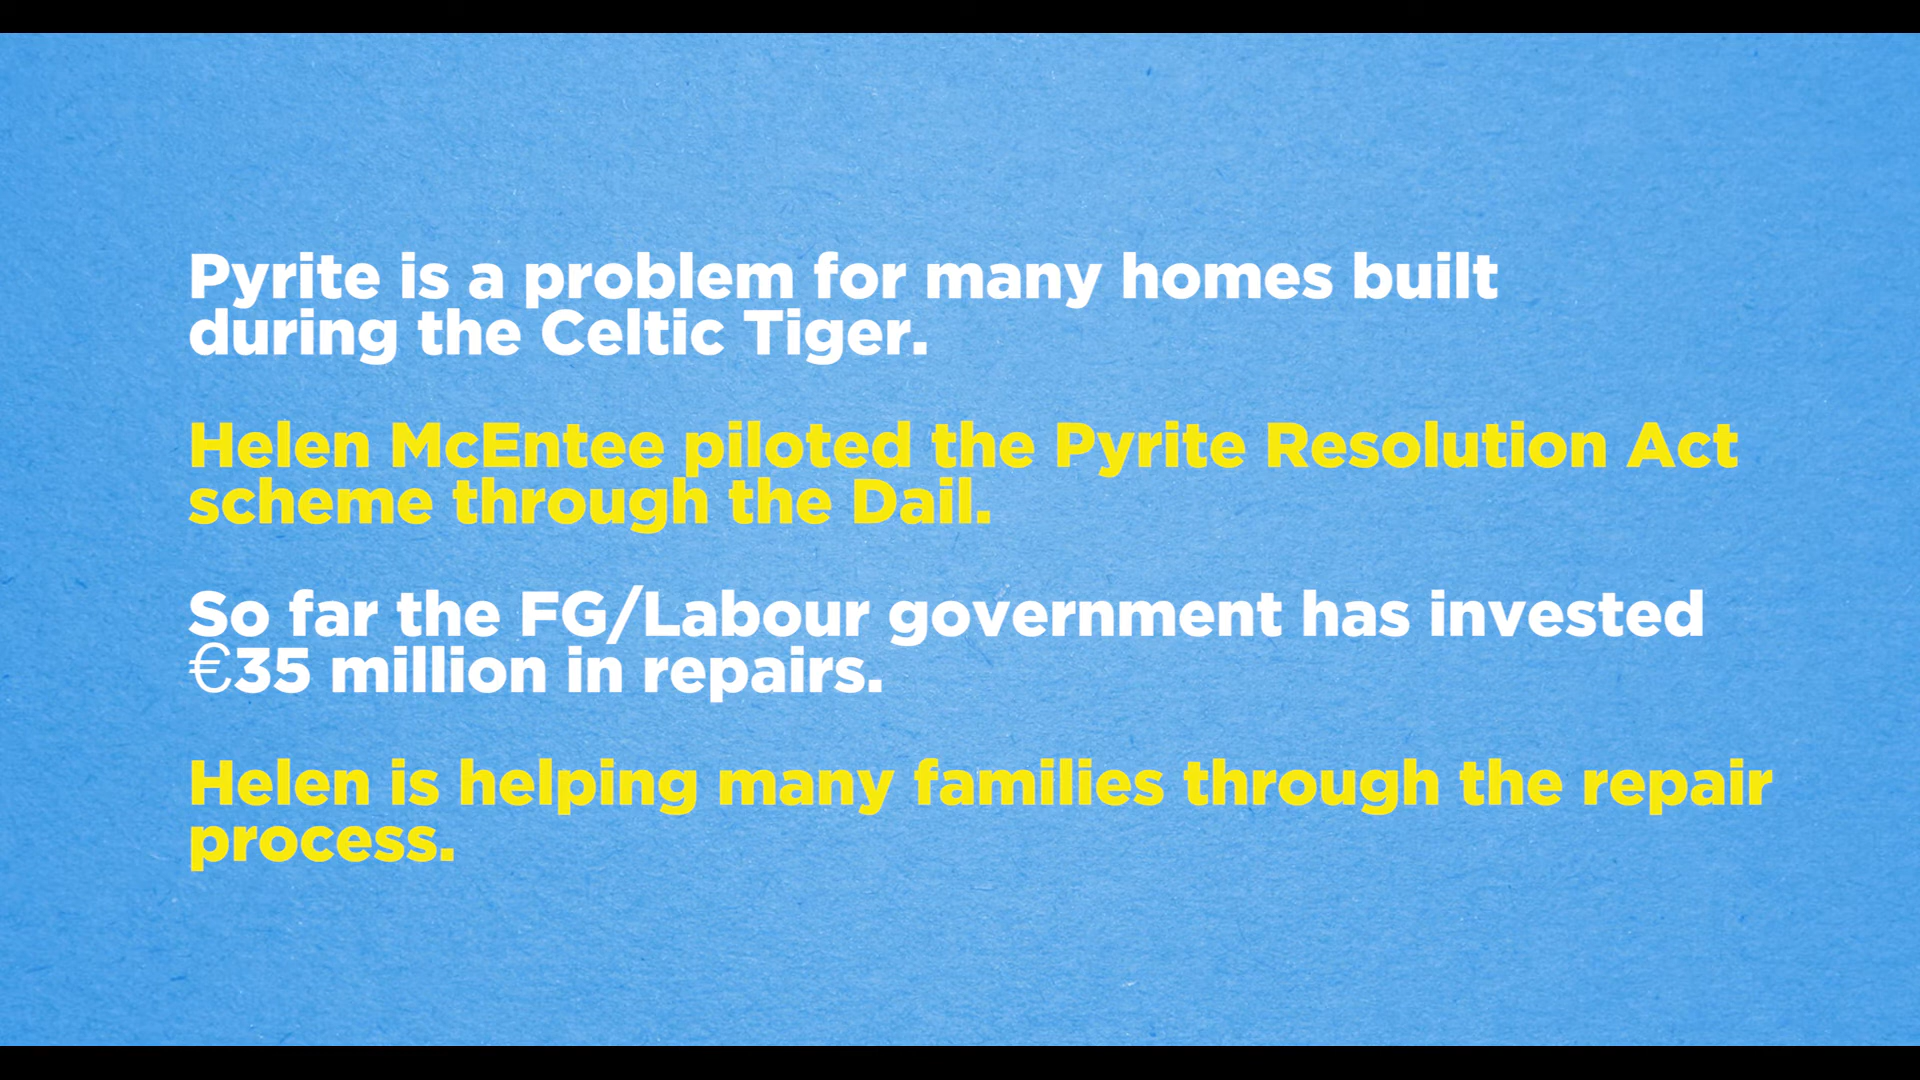 Pyrite is a problem for many homes built
during the Celtic Tiger.
Helen McEntee piloted the Pyrite Resolution Act
scheme through the Dail.
So far the FG/Labour government has invested
€35 million in repairs.
Helen is helping many families through the repair
process.